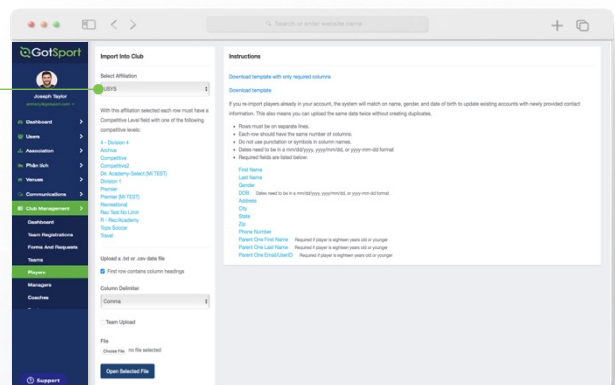 Search or enter website name
GotSport
Joseph Taylor
Dashboard
Users
Association
Phân tích
Venues
Communications
Club Management
Dashboard
Team Registrations
Forms And Requests
Teams
Players
Managers
Coaches
Support
Import Into Club
Select Affiliation
USYS
With this affiliation selected each row must have a
Competitive Level field with one of the following
competitive levels:
4 - Division 4
Archive
Competitive
Competitive2
Dir. Academy-Select (MI TEST)
Division 1
Premier
Premier (MI TEST)
Recreational
Rec Test No Limit
R - Rec/Academy
Tops Soccer
Travel
Upload a .txt or .csv data file
First row contains column headings
Column Delimiter
Comma
Team Upload
File
Choose File no file selected
Open Selected File
Instructions
Download template with only required columns
Download template
If you re-import players already in your account, the system will match on name, gender, and date of birth to update existing accounts with newly provided contact
information. This also means you can upload the same data twice without creating duplicates.
• Rows must be on separate lines.
• Each row should have the same number of columns.
• Do not use punctuation or symbols in column names.
• Dates need to be in a mm/dd/yyyy, yyyy/mm/dd, or yyyy-mm-dd format
• Required fields are listed below:
First Name
Last Name
Gender
DOB Dates need to be in a mm/dd/yyyy, yyyy/mm/dd, or yyyy-mm-dd format
Address
City
State
Zip
Phone Number
Parent One First Name Required if player is eighteen years old or younger
Parent One Last Name Required if player is eighteen years old or younger
Parent One Email/UserID Required if player is eighteen years old or younger